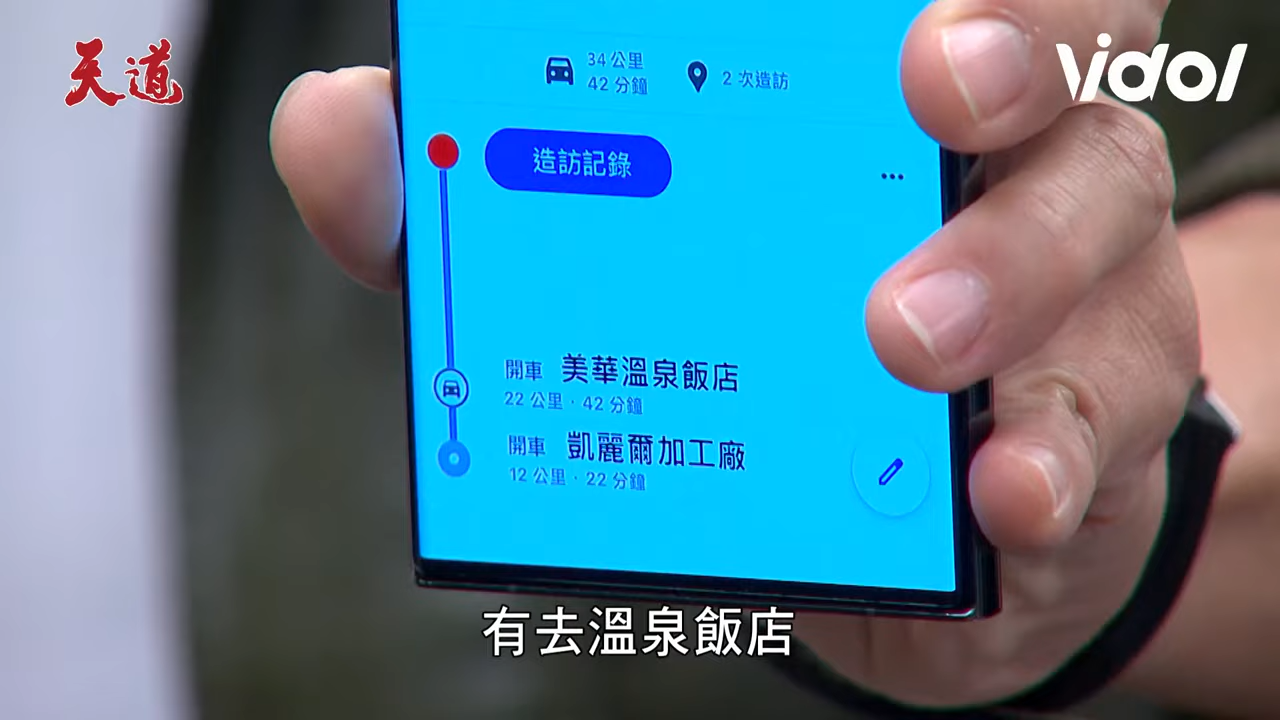 天道
Vidol
34 公里
42 分鐘
2 次造訪
造訪記錄
開車 美華溫泉飯店
22 公里 · 42 分鐘
開車 凱麗爾加工廠
12 公里 · 22 分鐘
有去溫泉飯店